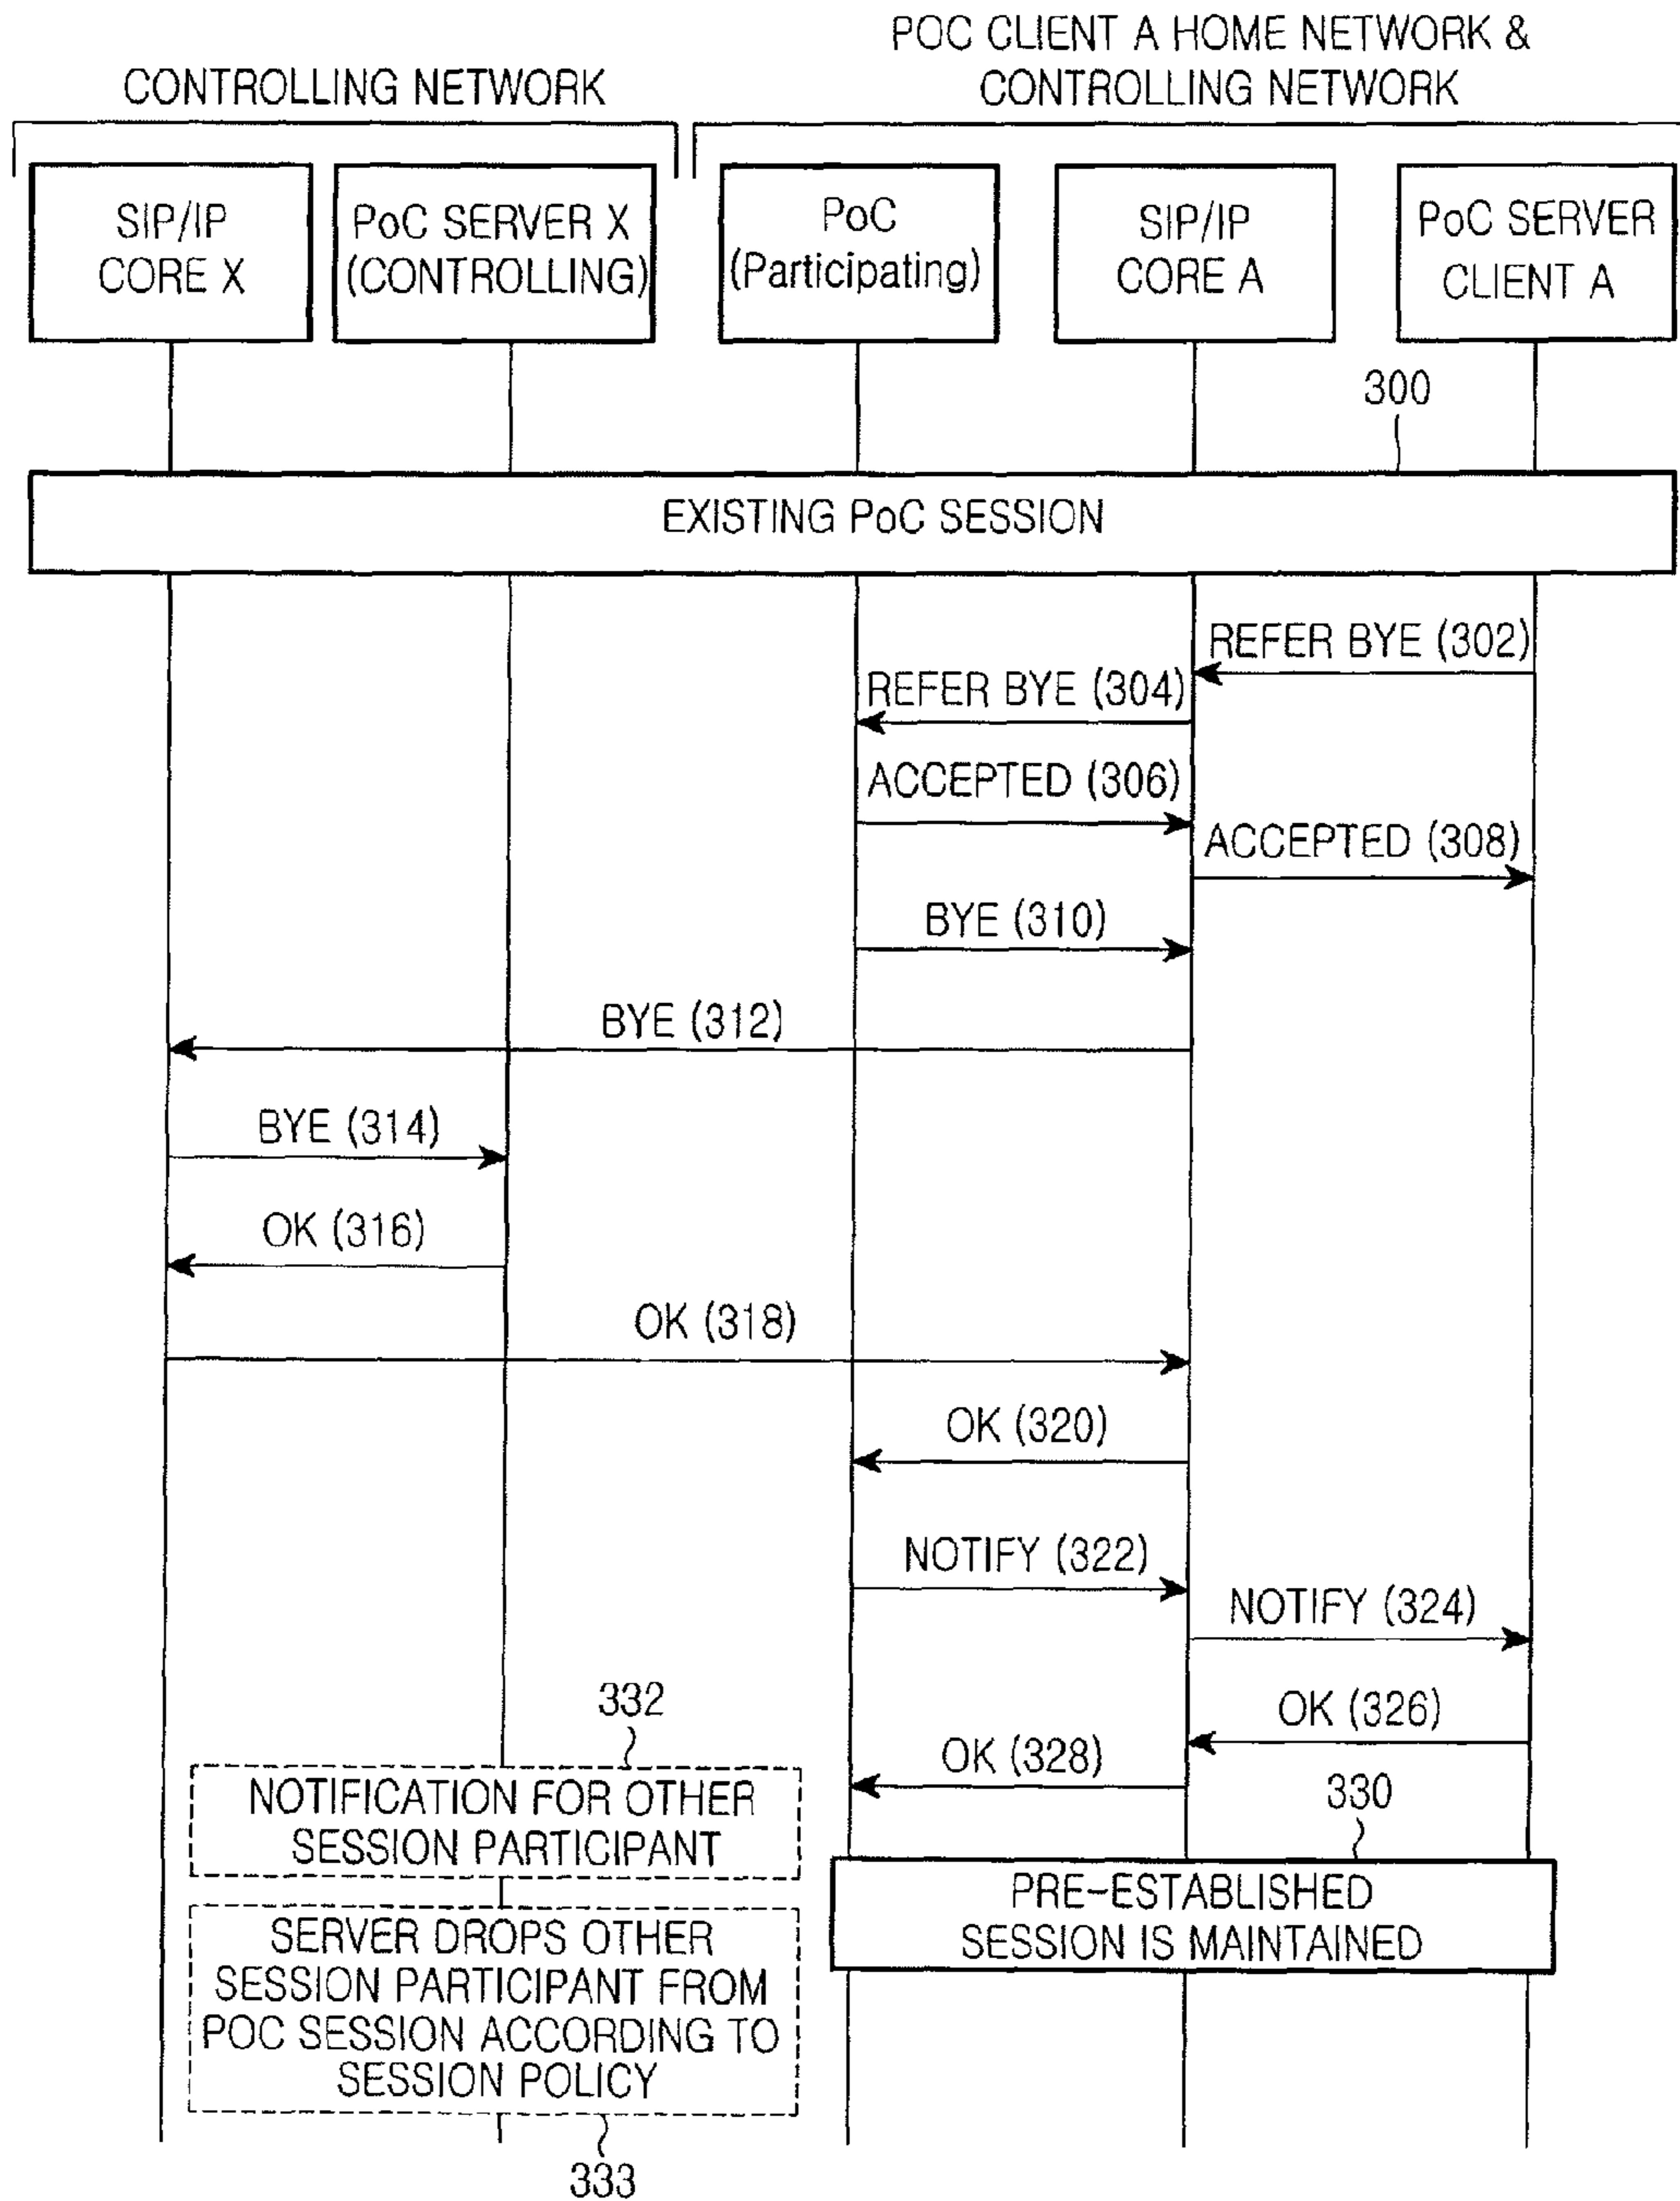 POC CLIENT A HOME NETWORK &
CONTROLLING NETWORK
CONTROLLING NETWORK
SIP/IP
CORE X
PoC SERVER X
(CONTROLLING)
PoC
(Participating)
SIP/IP
CORE A
PoC SERVER
CLIENT A
300
EXISTING PoC SESSION
REFER BYE (302)
REFER BYE (304)
ACCEPTED (306)
ACCEPTED (308)
BYE (310)
BYE (312)
BYE (314)
OK (316)
OK (318)
OK (320)
NOTIFY (322)
NOTIFY (324)
OK (326)
OK (328)
332
NOTIFICATION FOR OTHER
SESSION PARTICIPANT
330
PRE-ESTABLISHED
SESSION IS MAINTAINED
SERVER DROPS OTHER
SESSION PARTICIPANT FROM
POC SESSION ACCORDING TO
SESSION POLICY
333